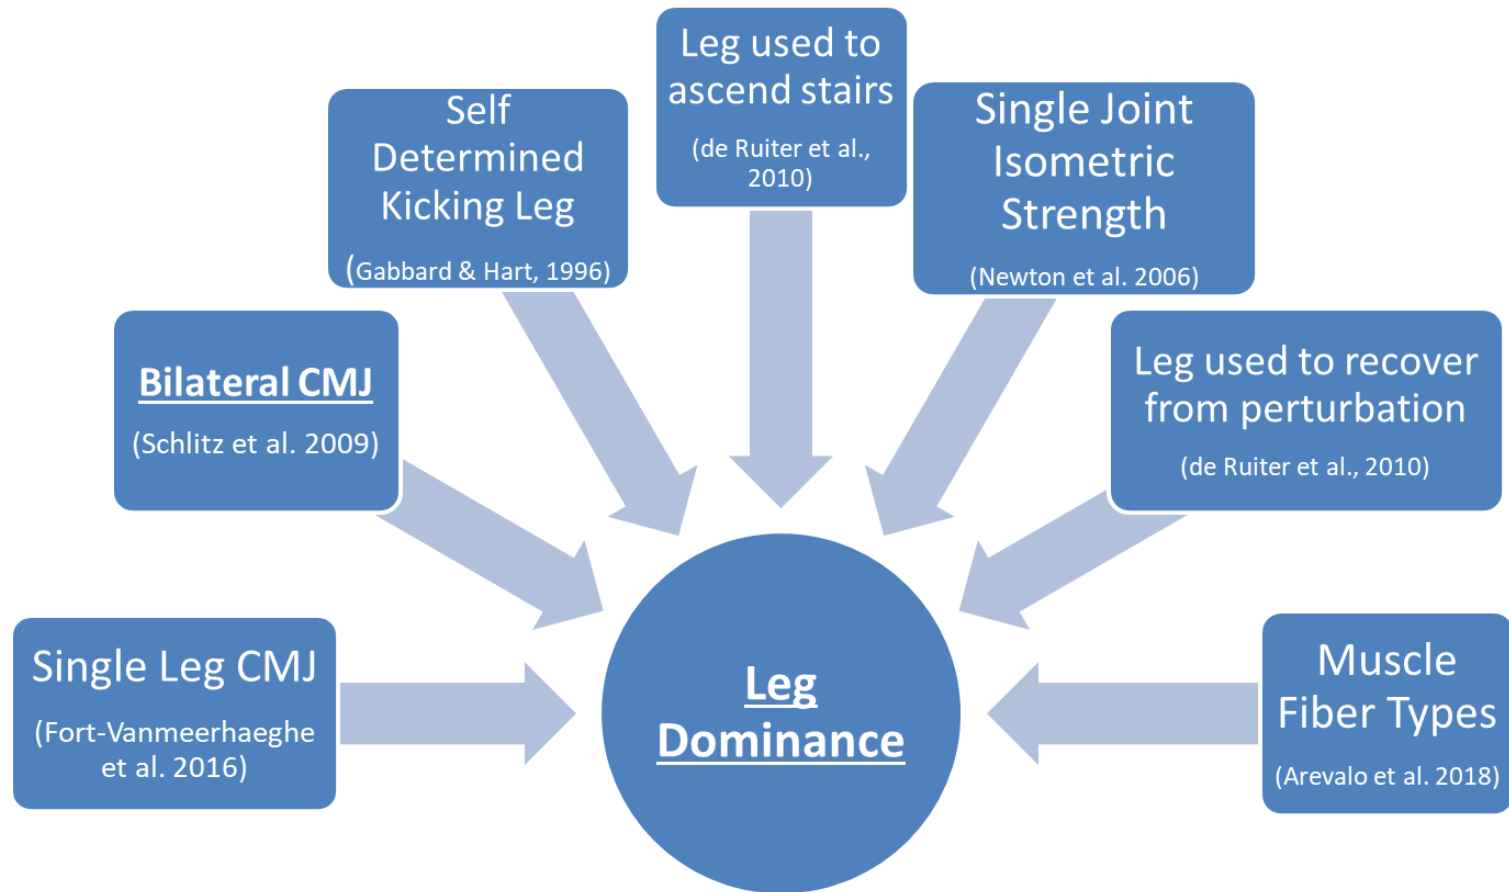 Leg used to
ascend stairs
(de Ruiter et al.,
2010)
Self
Determined
Kicking Leg
(Gabbard & Hart, 1996)
Single Joint
Isometric
Strength
(Newton et al. 2006)
Bilateral CMJ
(Schlitz et al. 2009)
Leg used to recover
from perturbation
(de Ruiter et al., 2010)
Single Leg CMJ
(Fort-Vanmeerhaeghe
et al. 2016)
Leg
Dominance
Muscle
Fiber Types
(Arevalo et al. 2018)